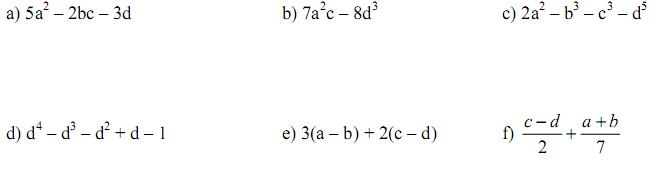 a) 5a² – 2bc – 3d b) 7a²c – 8d³ c) 2a² – b³ – c³ – d⁵
d) d⁴ – d³ – d² + d – 1 e) 3(a – b) + 2(c – d) f) (c – d)/2 + (a + b)/7